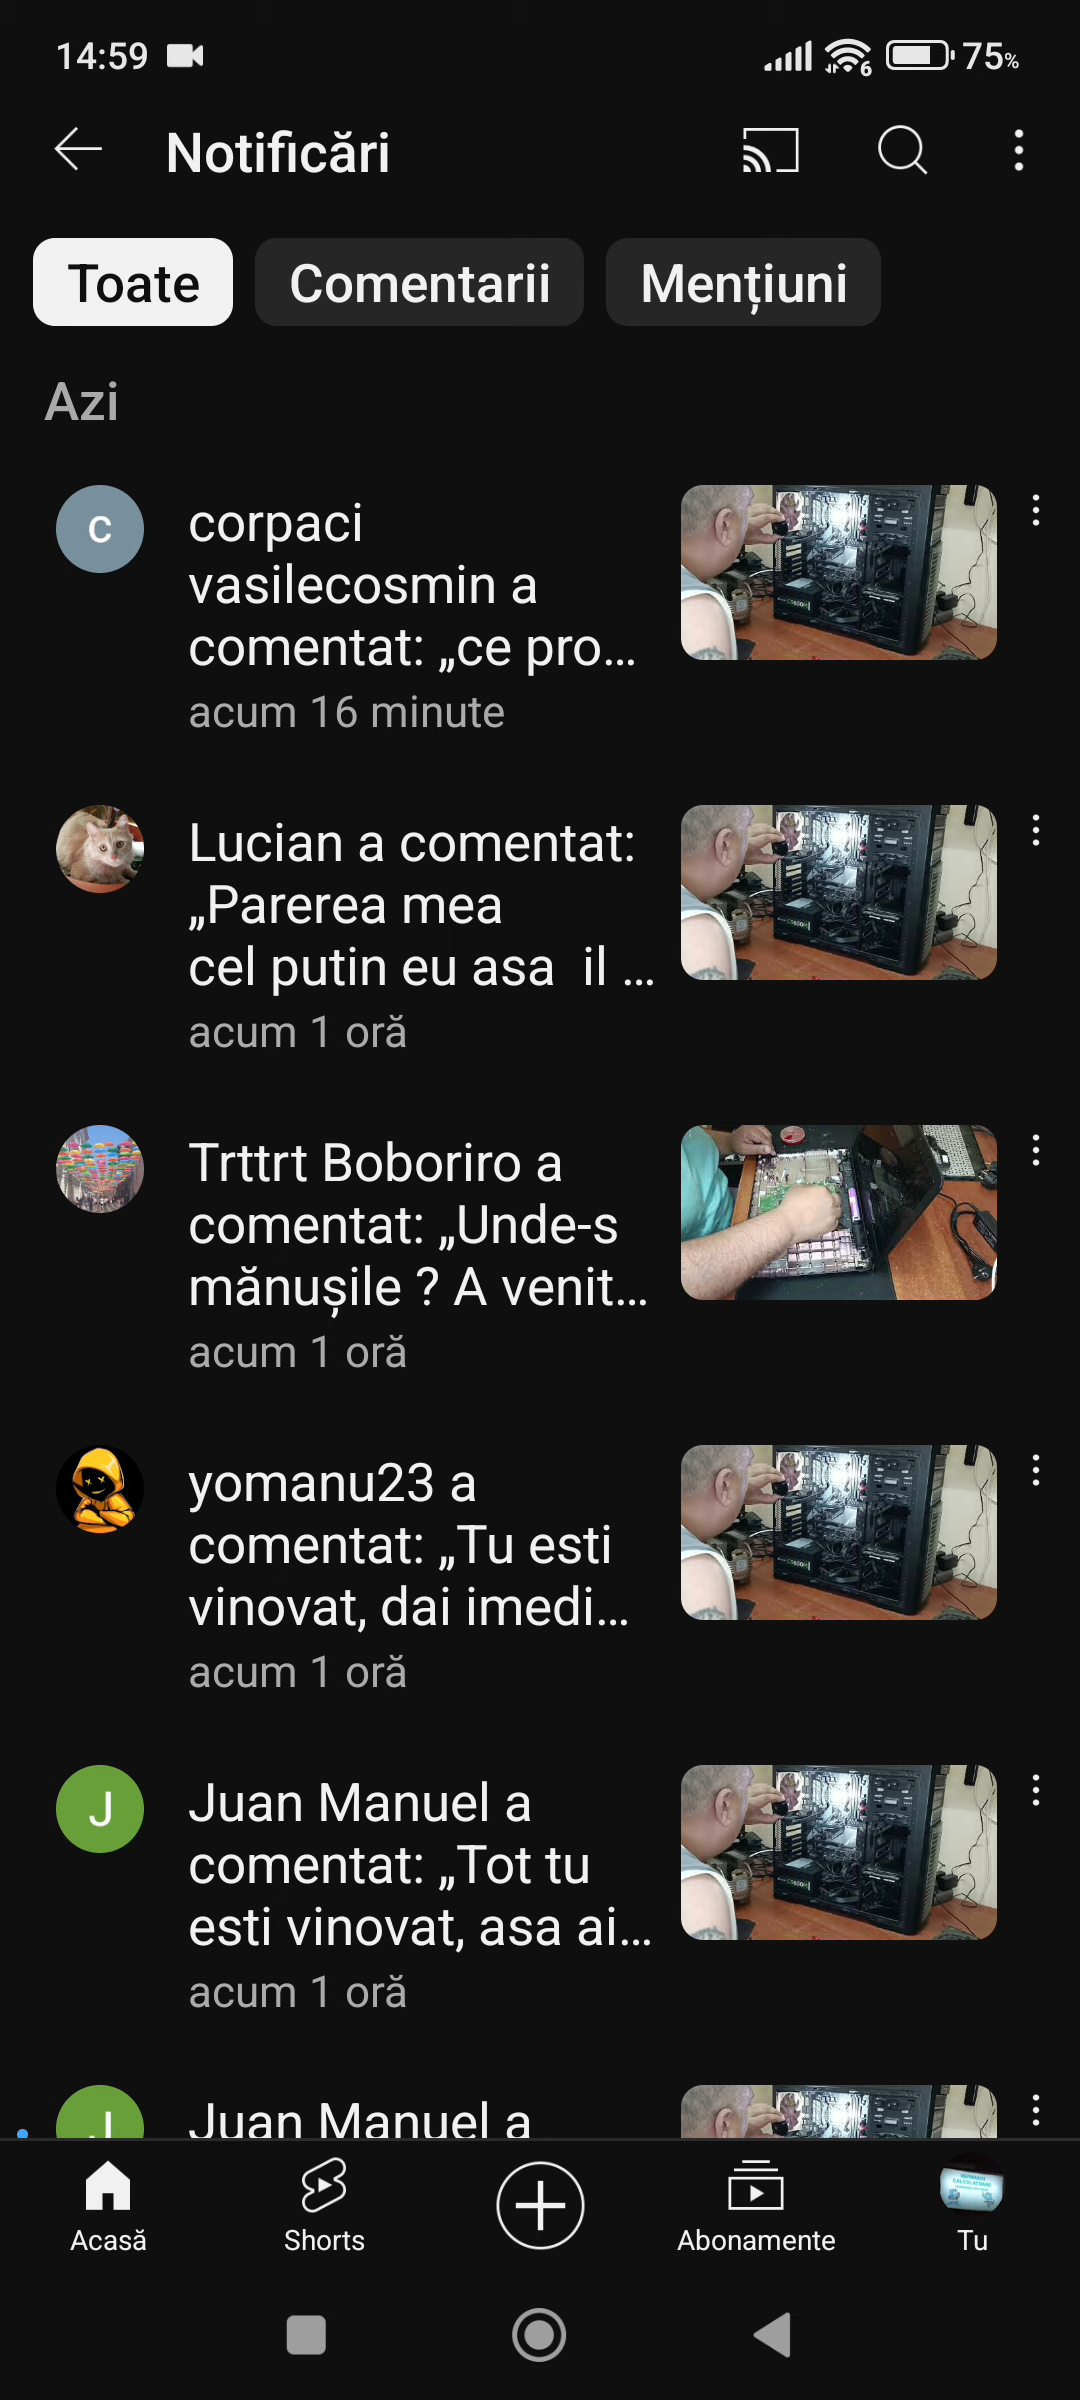 14:59
6
75%
Notificări
Toate
Comentarii
Mențiuni
Azi
c
corpaci
vasilecosmin a
comentat: „ce pro...
acum 16 minute
Lucian a comentat:
„Parerea mea
cel putin eu asa  il ...
acum 1 oră
Trttrt Boboriro a
comentat: „Unde-s
mănușile ? A venit...
acum 1 oră
yomanu23 a
comentat: „Tu esti
vinovat, dai imedi...
acum 1 oră
J
Juan Manuel a
comentat: „Tot tu
esti vinovat, asa ai...
acum 1 oră
J
Juan Manuel a
Acasă
Shorts
Abonamente
Tu